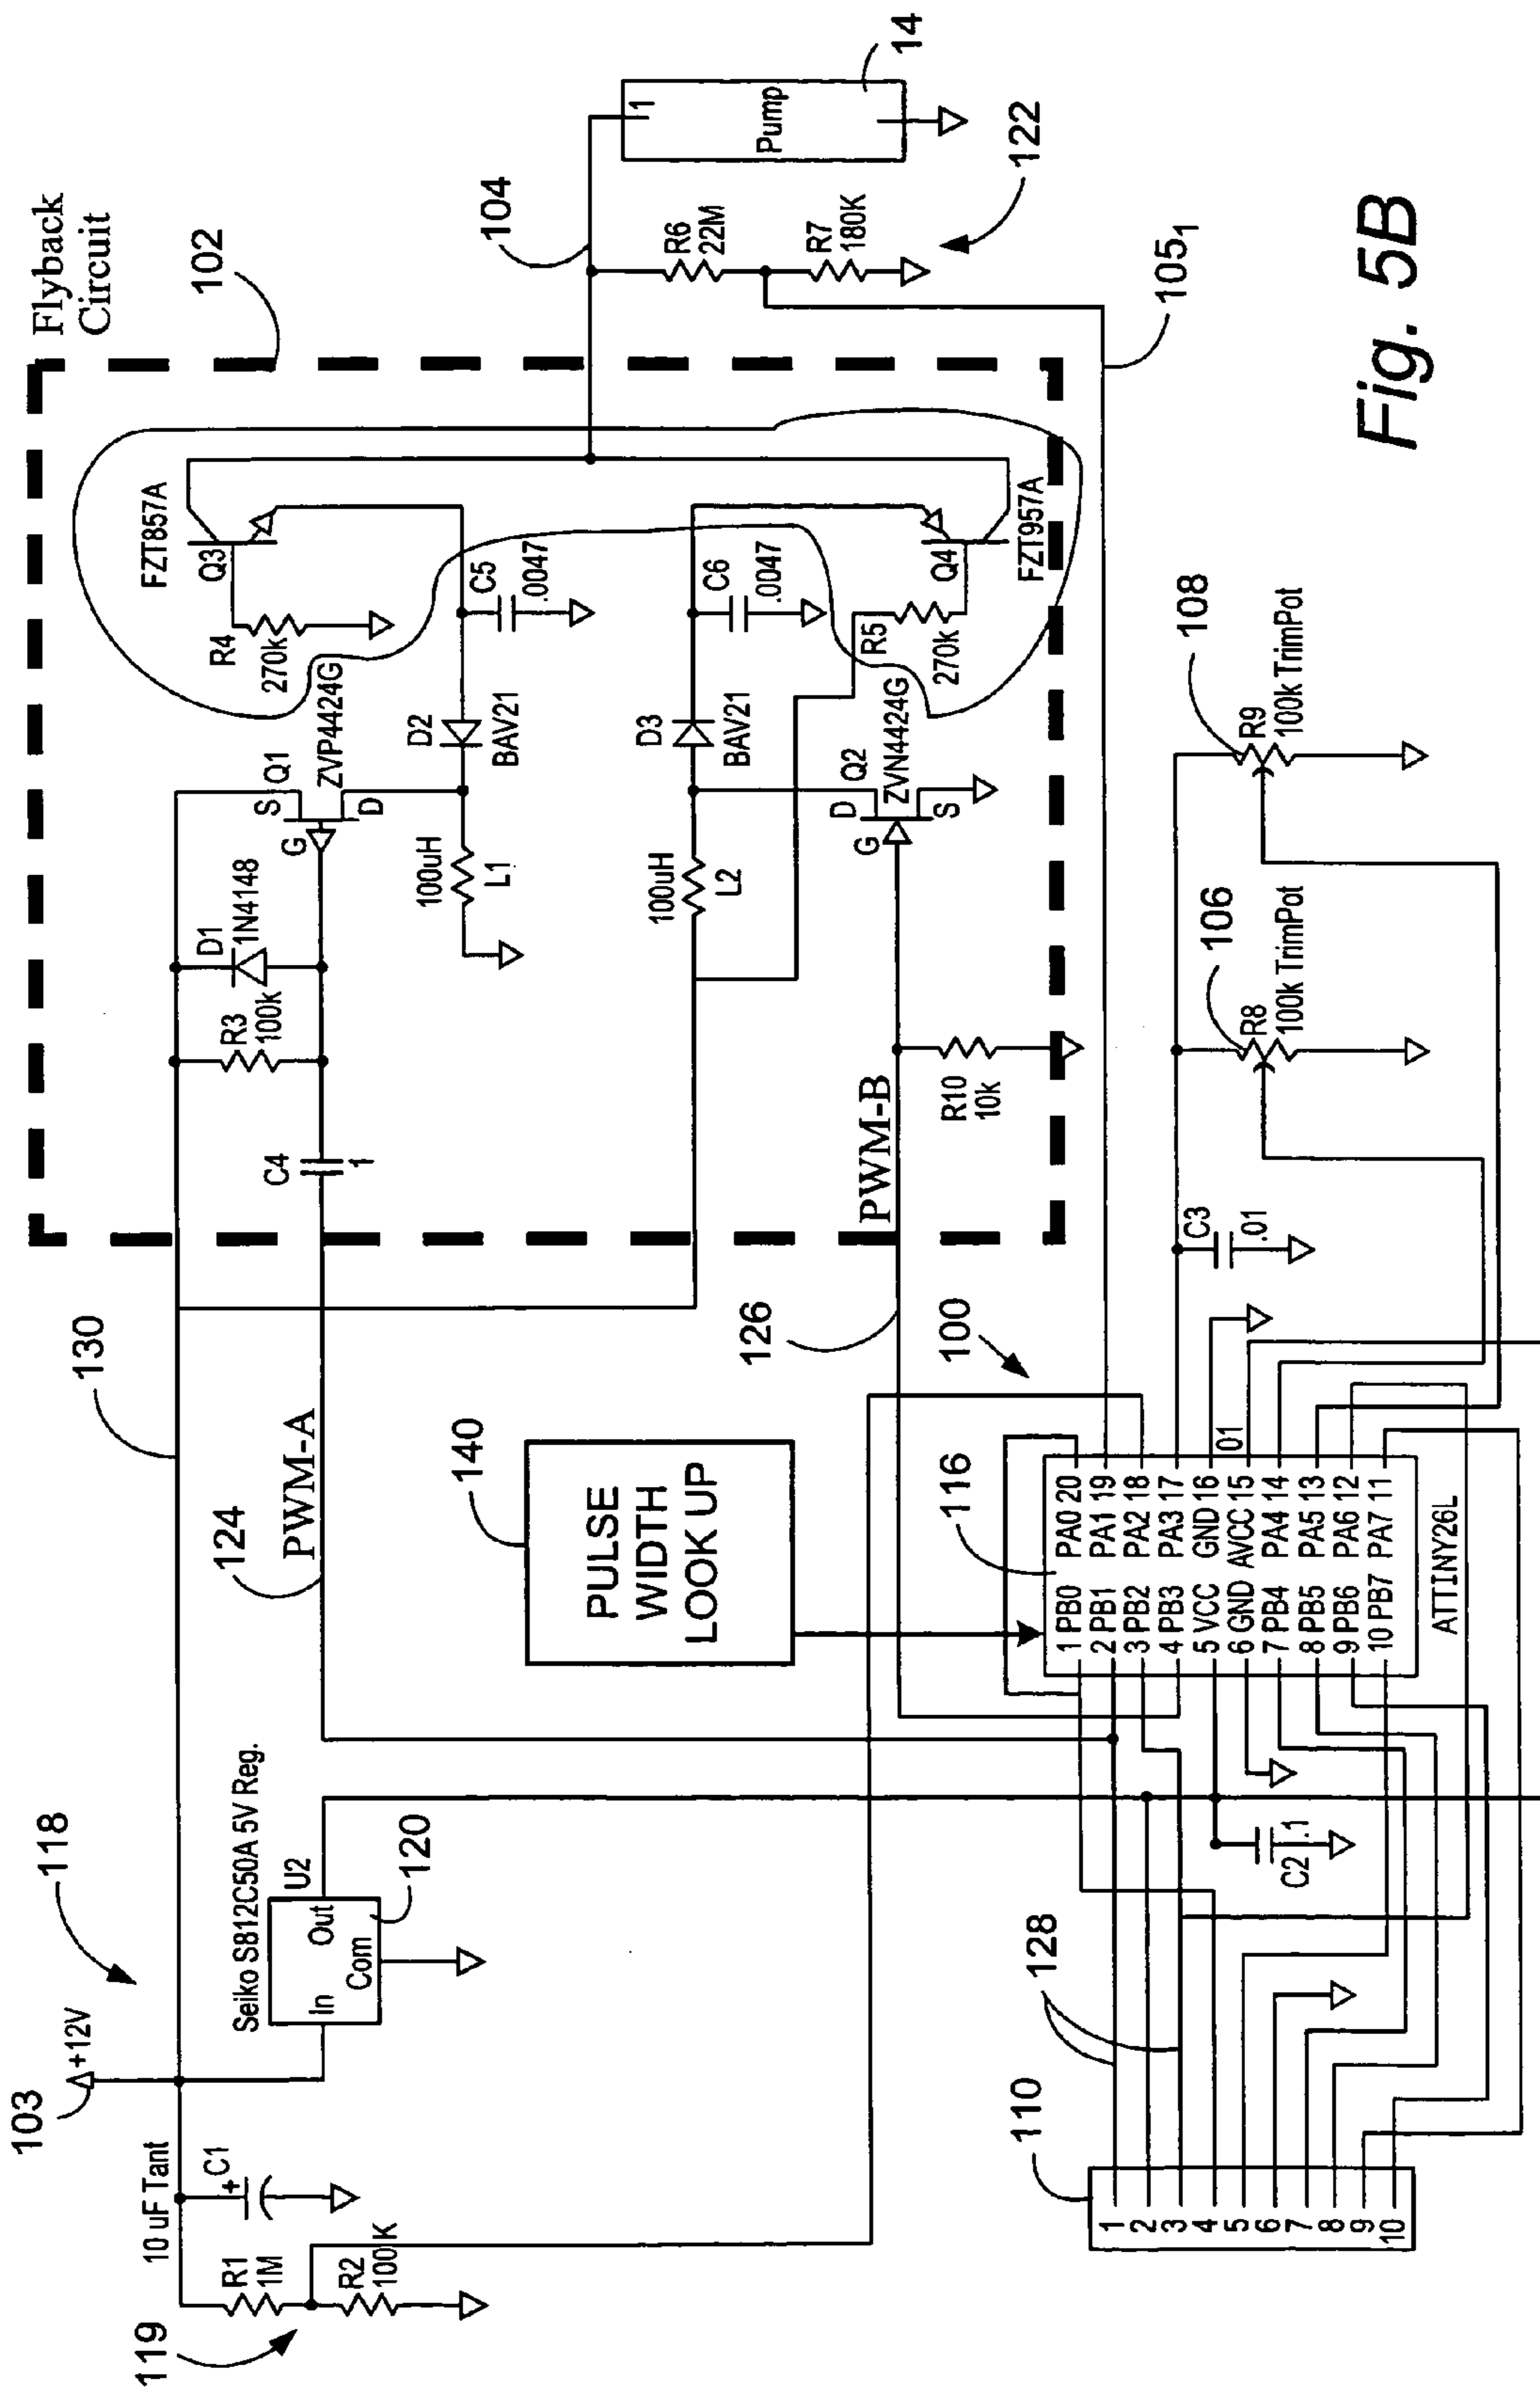 103
+12V
118
10 uF Tant
+
C1
R1
1M
R2
100K
119
Seiko S812C50A 5V Reg.
U2
In
Out
Com
120
130
124
PWM-A
140
PULSE
WIDTH
LOOK UP
126
PWM-B
Flyback
Circuit
102
C4
1
R3
100k
D1
1N4148
G
S
D
Q1
ZVP4424G
100uH
L1
D2
BAV21
R4
270k
Q3
FZT857A
C5
.0047
100uH
L2
D3
BAV21
C6
.0047
R5
270k
Q4
FZT957A
D
G
S
Q2
ZVN4424G
R10
10k
104
R6
22M
R7
180K
122
1
Pump
14
105₁
100
116
1 PB0 PA0 20
2 PB1 PA1 19
3 PB2 PA2 18
4 PB3 PA3 17
5 VCC GND 16
6 GND AVCC 15
7 PB4 PA4 14
8 PB5 PA5 13
9 PB6 PA6 12
10 PB7 PA7 11
01
ATTINY26L
C2
.1
C3
.01
106
R8
100k TrimPot
108
R9
100k TrimPot
128
110
1
2
3
4
5
6
7
8
9
10
Fig. 5B